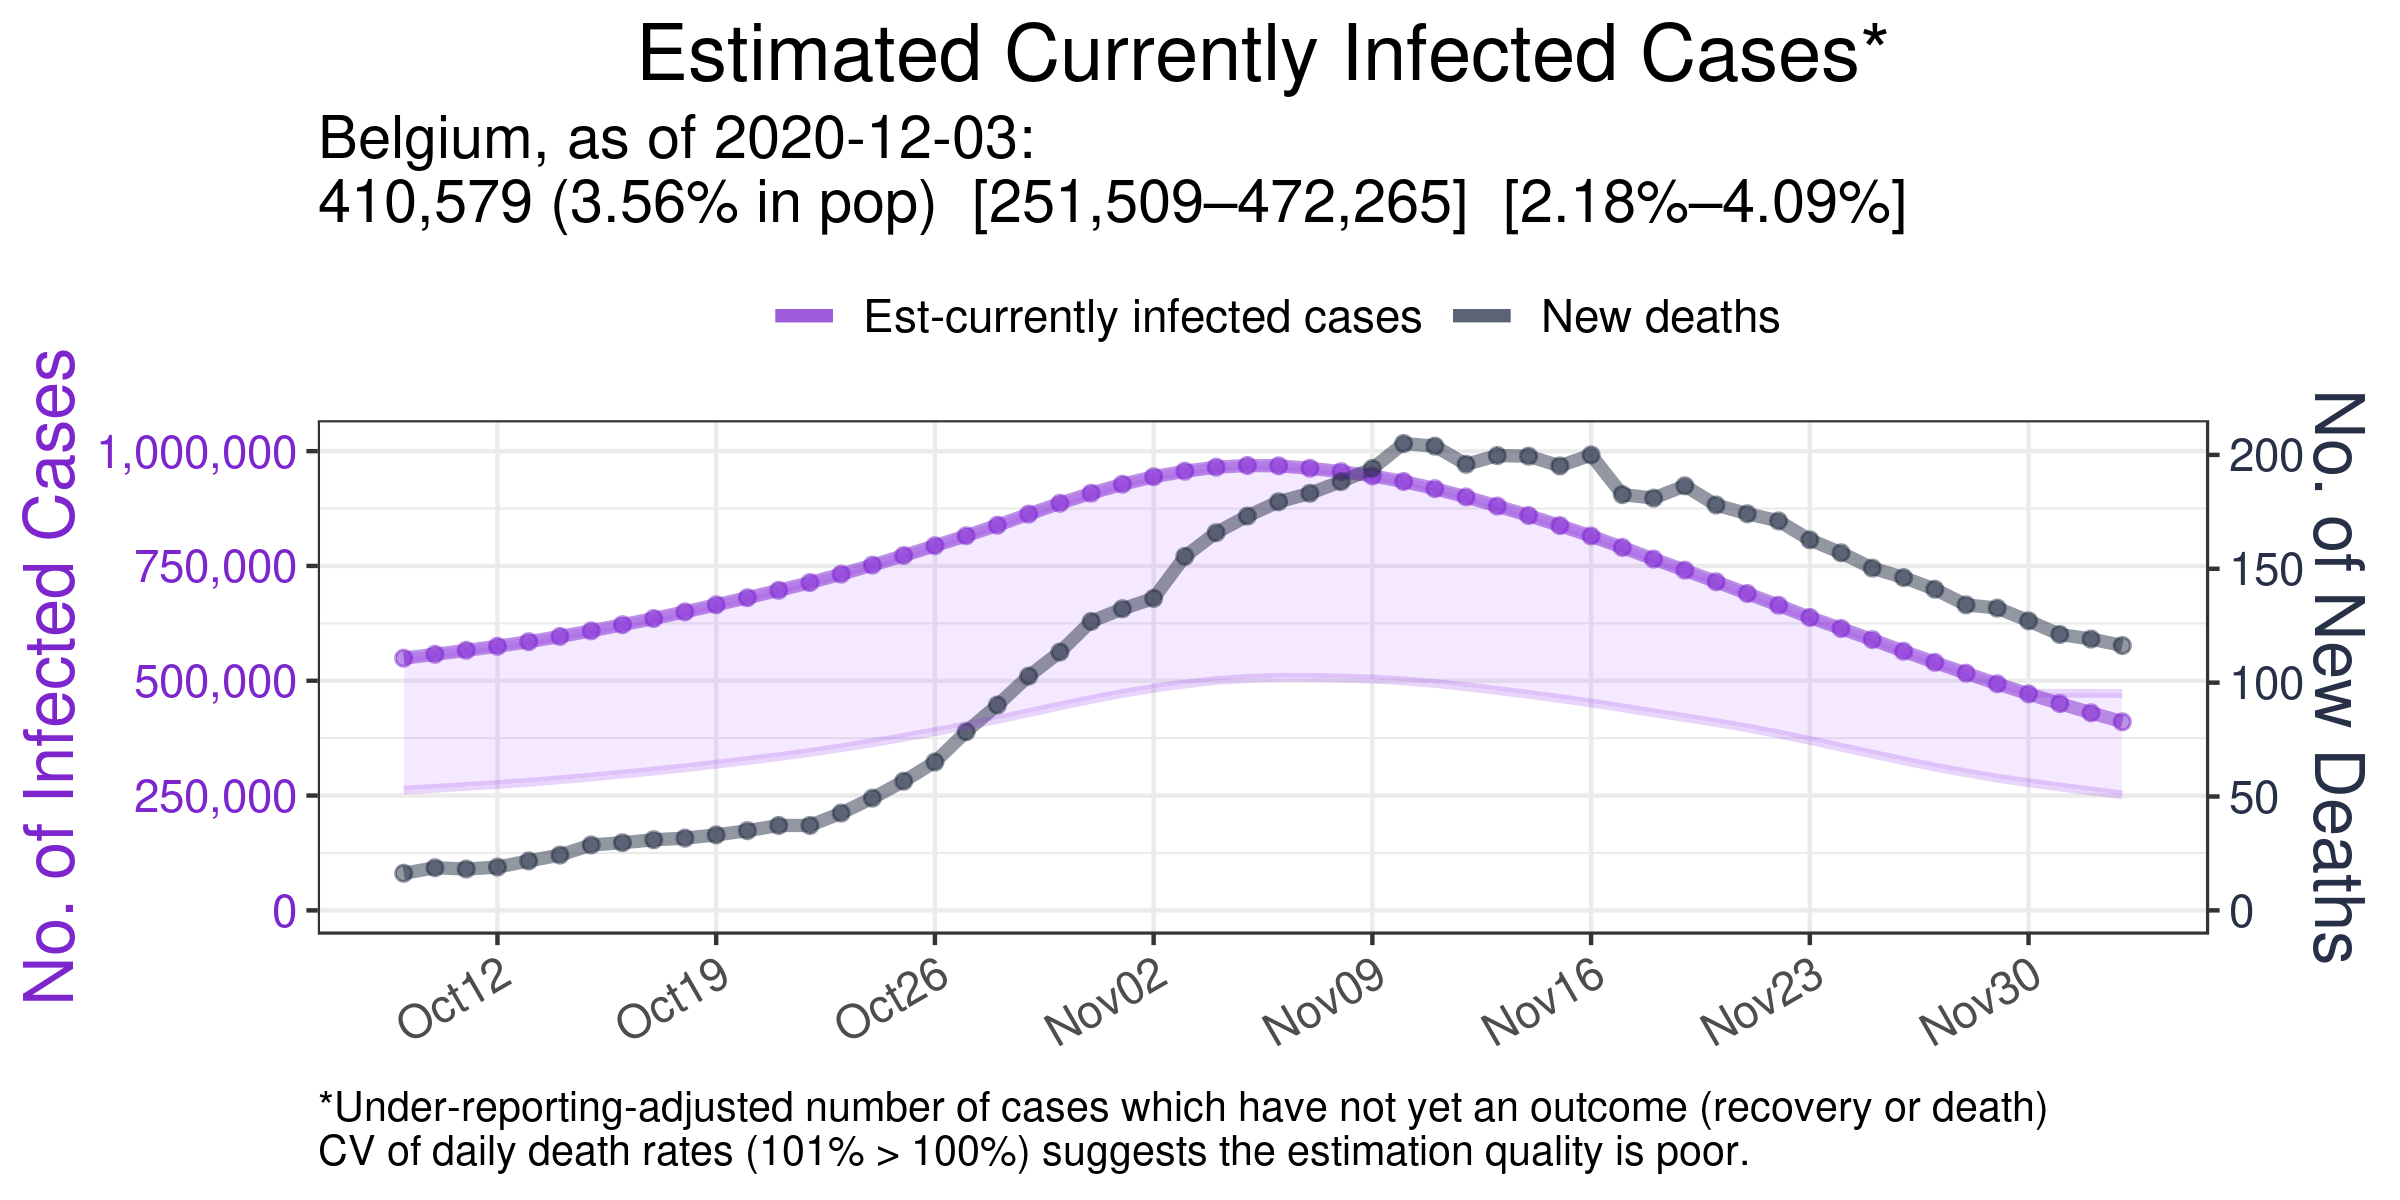 Estimated Currently Infected Cases*
Belgium, as of 2020-12-03:
410,579 (3.56% in pop) [251,509–472,265] [2.18%–4.09%]
Est-currently infected cases
New deaths
No. of Infected Cases
1,000,000
750,000
500,000
250,000
0
No. of New Deaths
200
150
100
50
0
Oct12
Oct19
Oct26
Nov02
Nov09
Nov16
Nov23
Nov30
*Under-reporting-adjusted number of cases which have not yet an outcome (recovery or death)
CV of daily death rates (101% > 100%) suggests the estimation quality is poor.